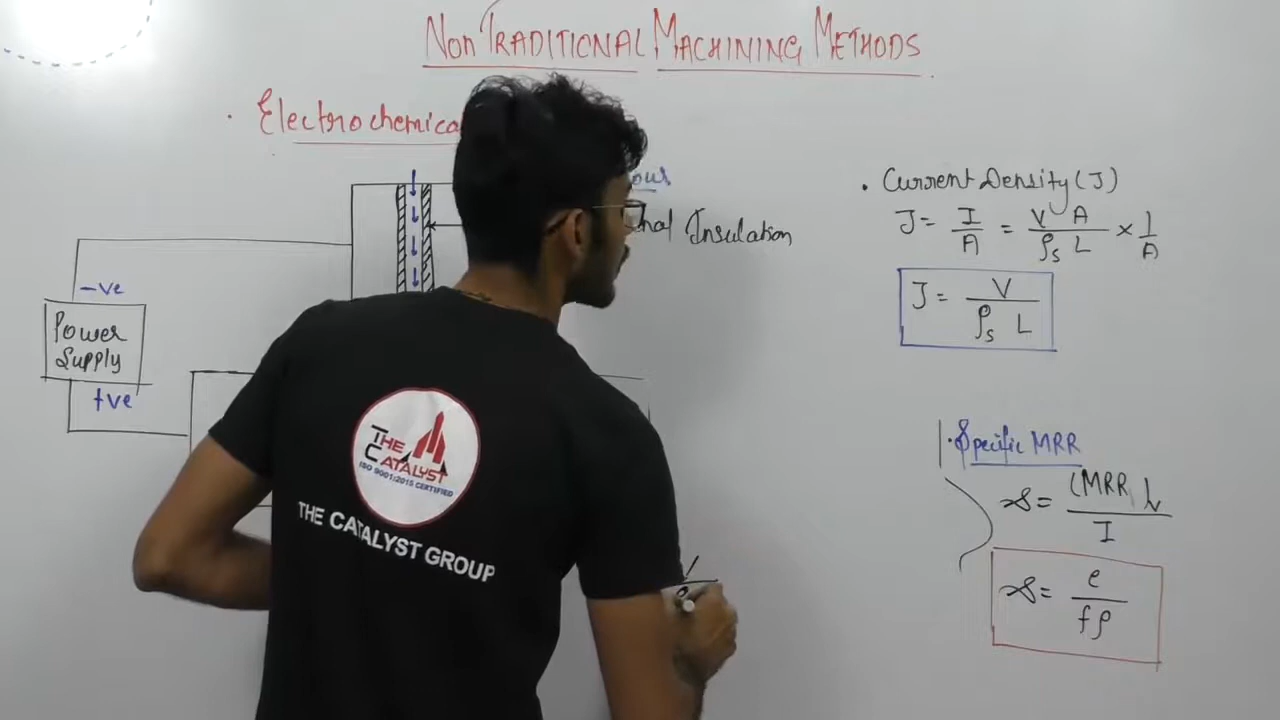 Non Traditional Machining Methods
. Electrochemica
-ve
Power
Supply
+ve
Insulation
. Current Density (J)
J = I/A = V A / ρs L × 1/A
J = V / ρs L
. Specific MRR
s = (MRR)v / I
s = e / fρ
THE
CATALYST
ISO 9001:2015 CERTIFIED
THE CATALYST GROUP